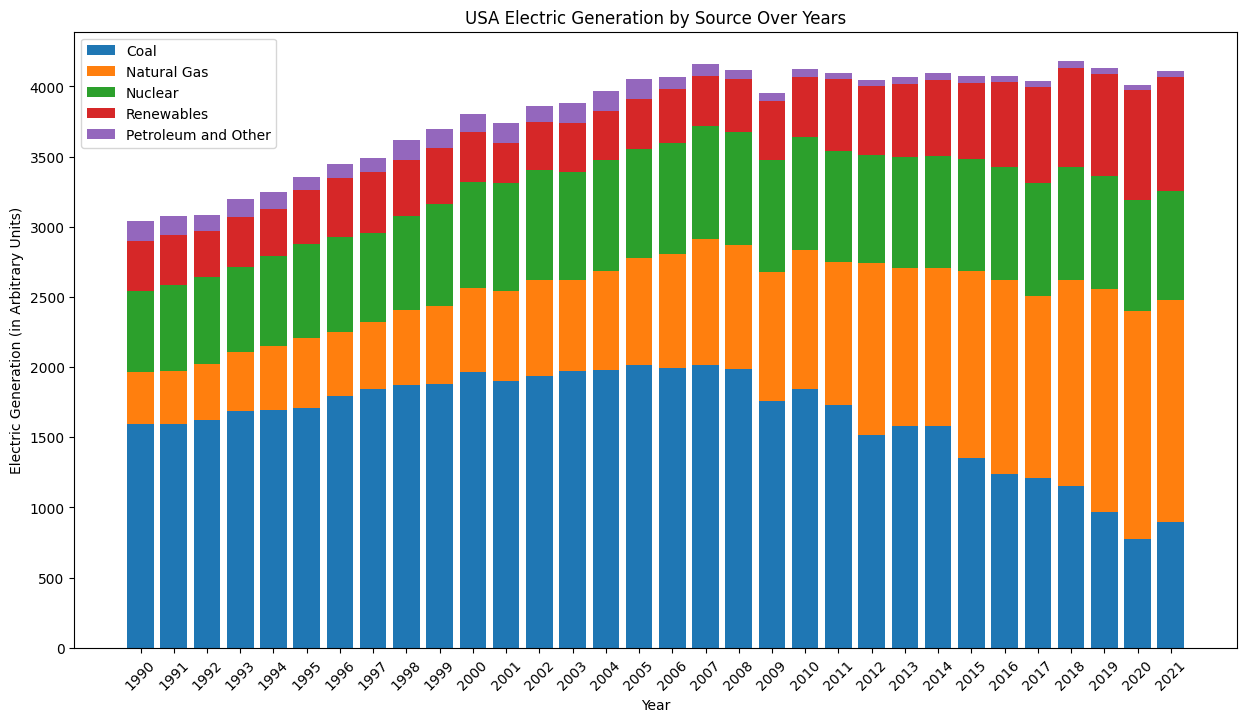 USA Electric Generation by Source Over Years
Coal
Natural Gas
Nuclear
Renewables
Petroleum and Other
Electric Generation (in Arbitrary Units)
4000
3500
3000
2500
2000
1500
1000
500
0
1990 1991 1992 1993 1994 1995 1996 1997 1998 1999 2000 2001 2002 2003 2004 2005 2006 2007 2008 2009 2010 2011 2012 2013 2014 2015 2016 2017 2018 2019 2020 2021
Year